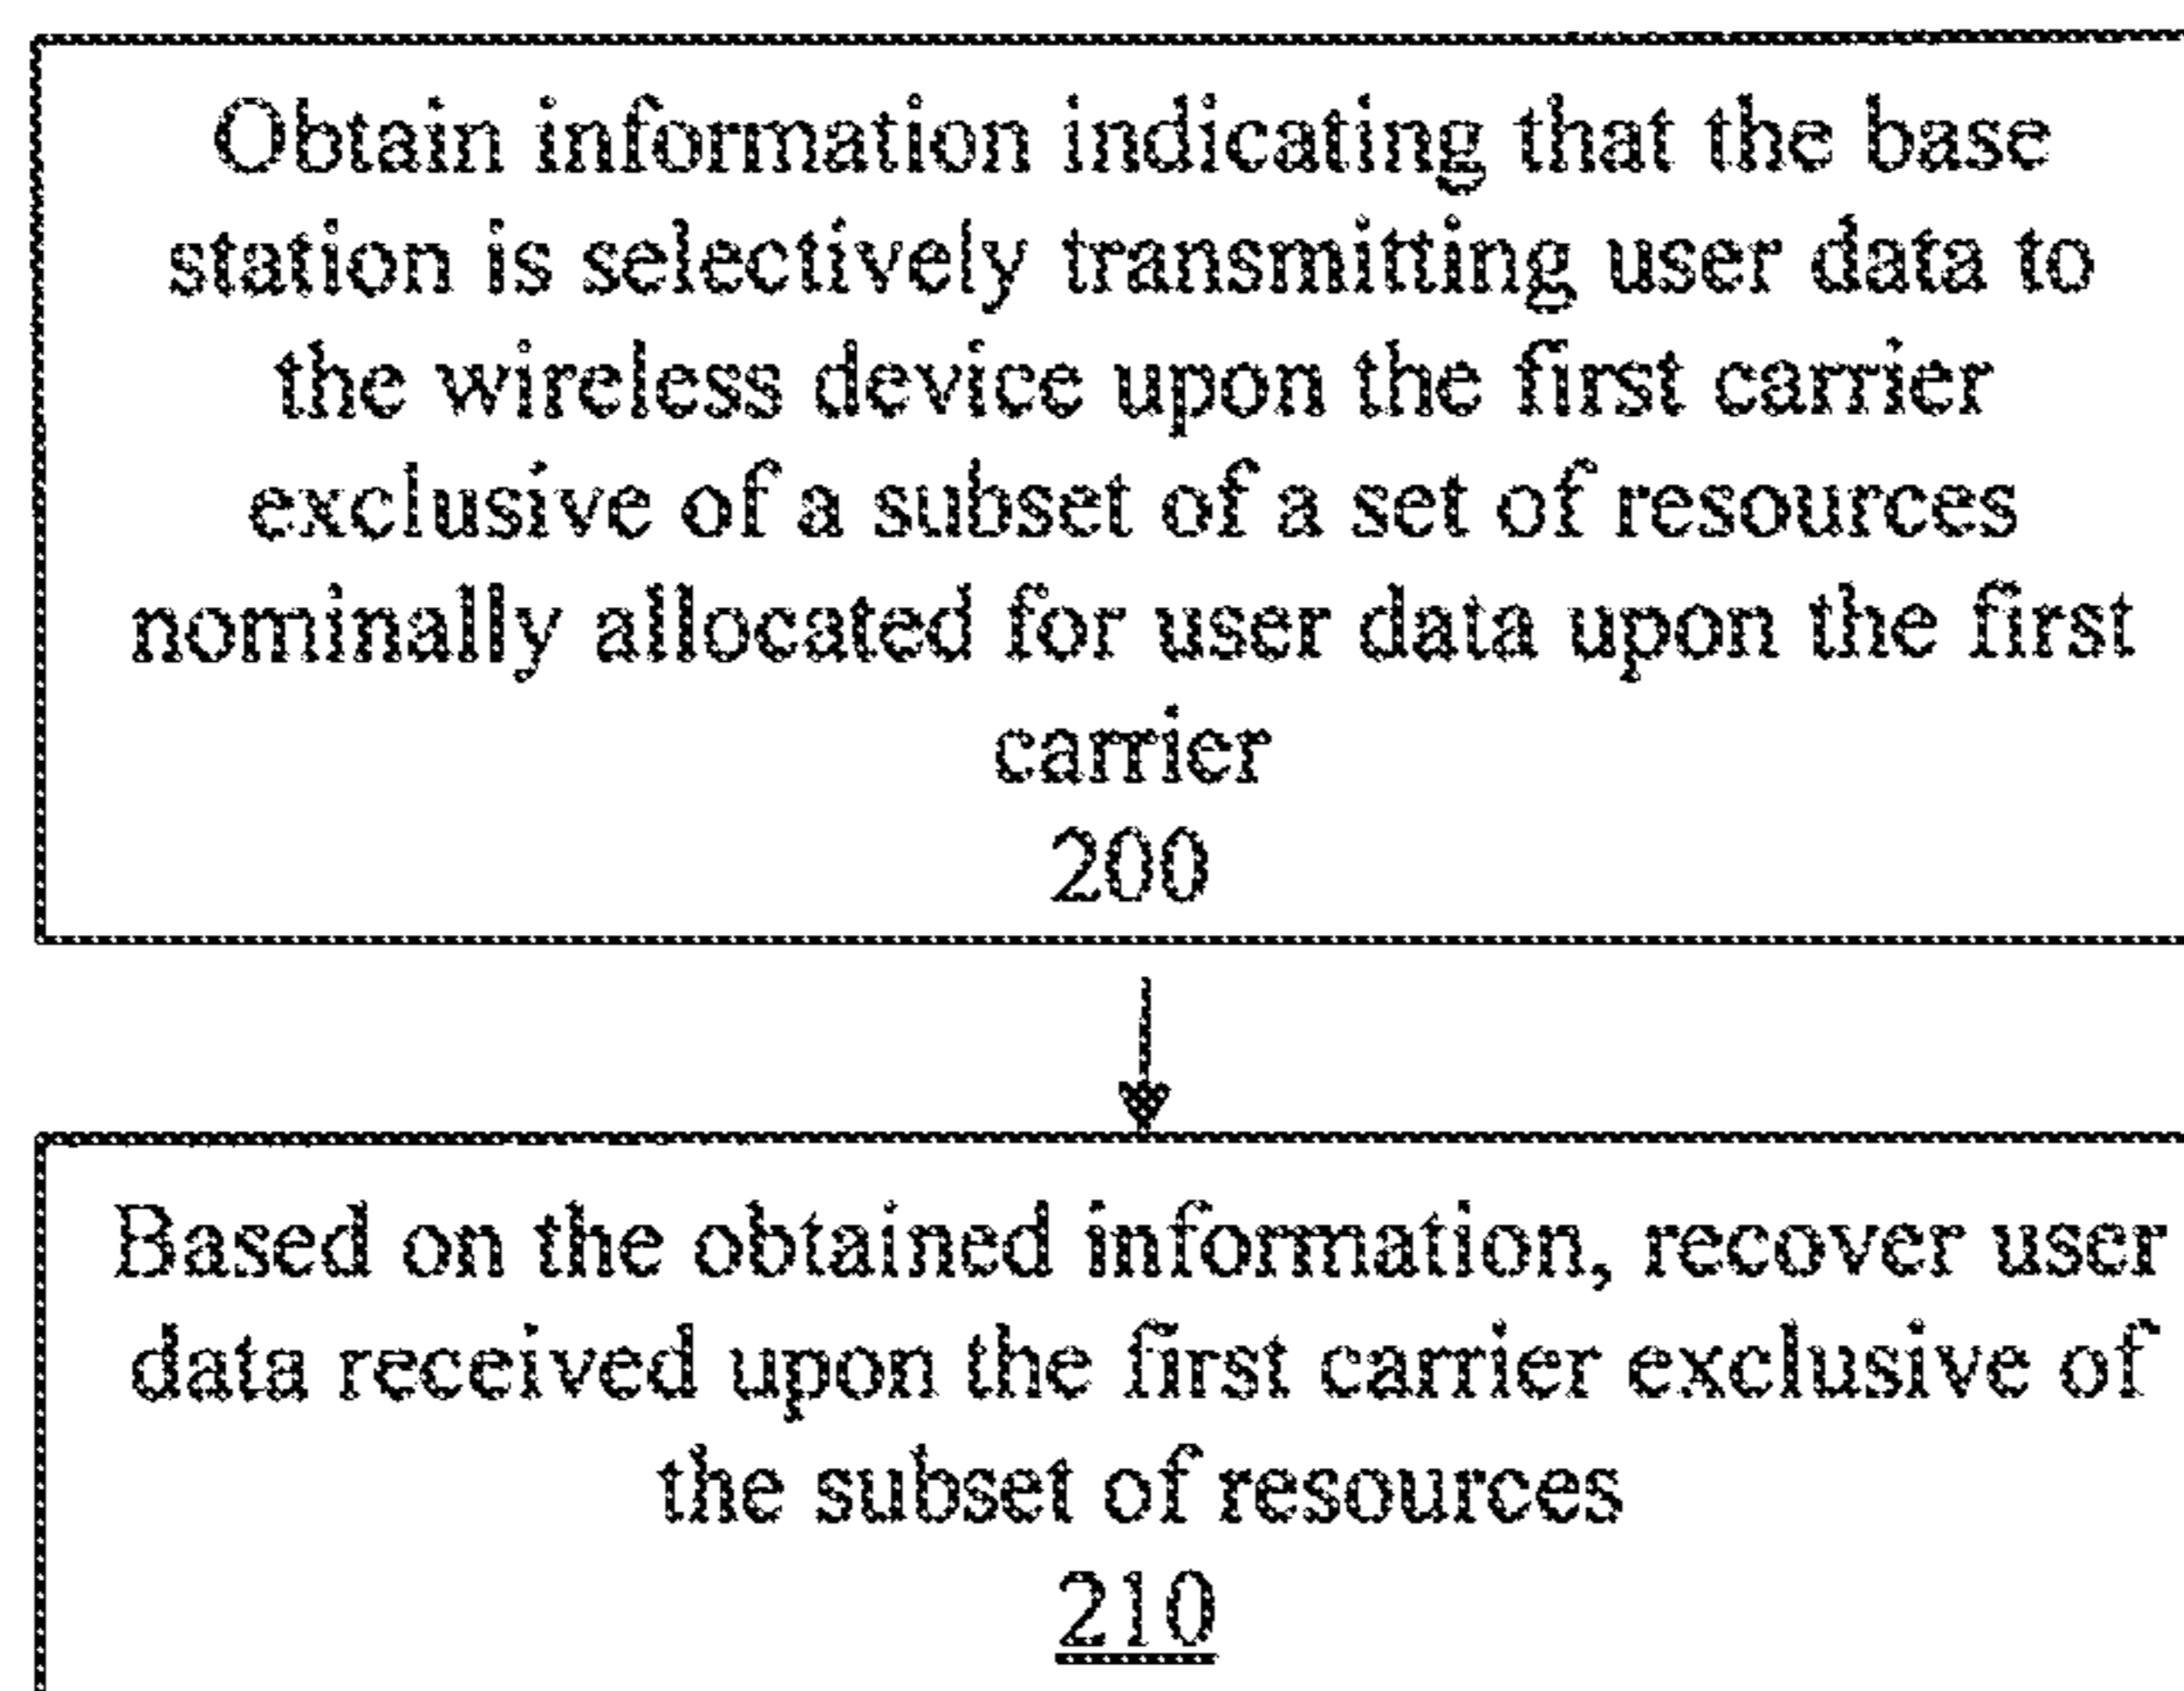 Obtain information indicating that the base
station is selectively transmitting user data to
the wireless device upon the first carrier
exclusive of a subset of a set of resources
nominally allocated for user data upon the first
carrier
200
Based on the obtained information, recover user
data received upon the first carrier exclusive of
the subset of resources
210